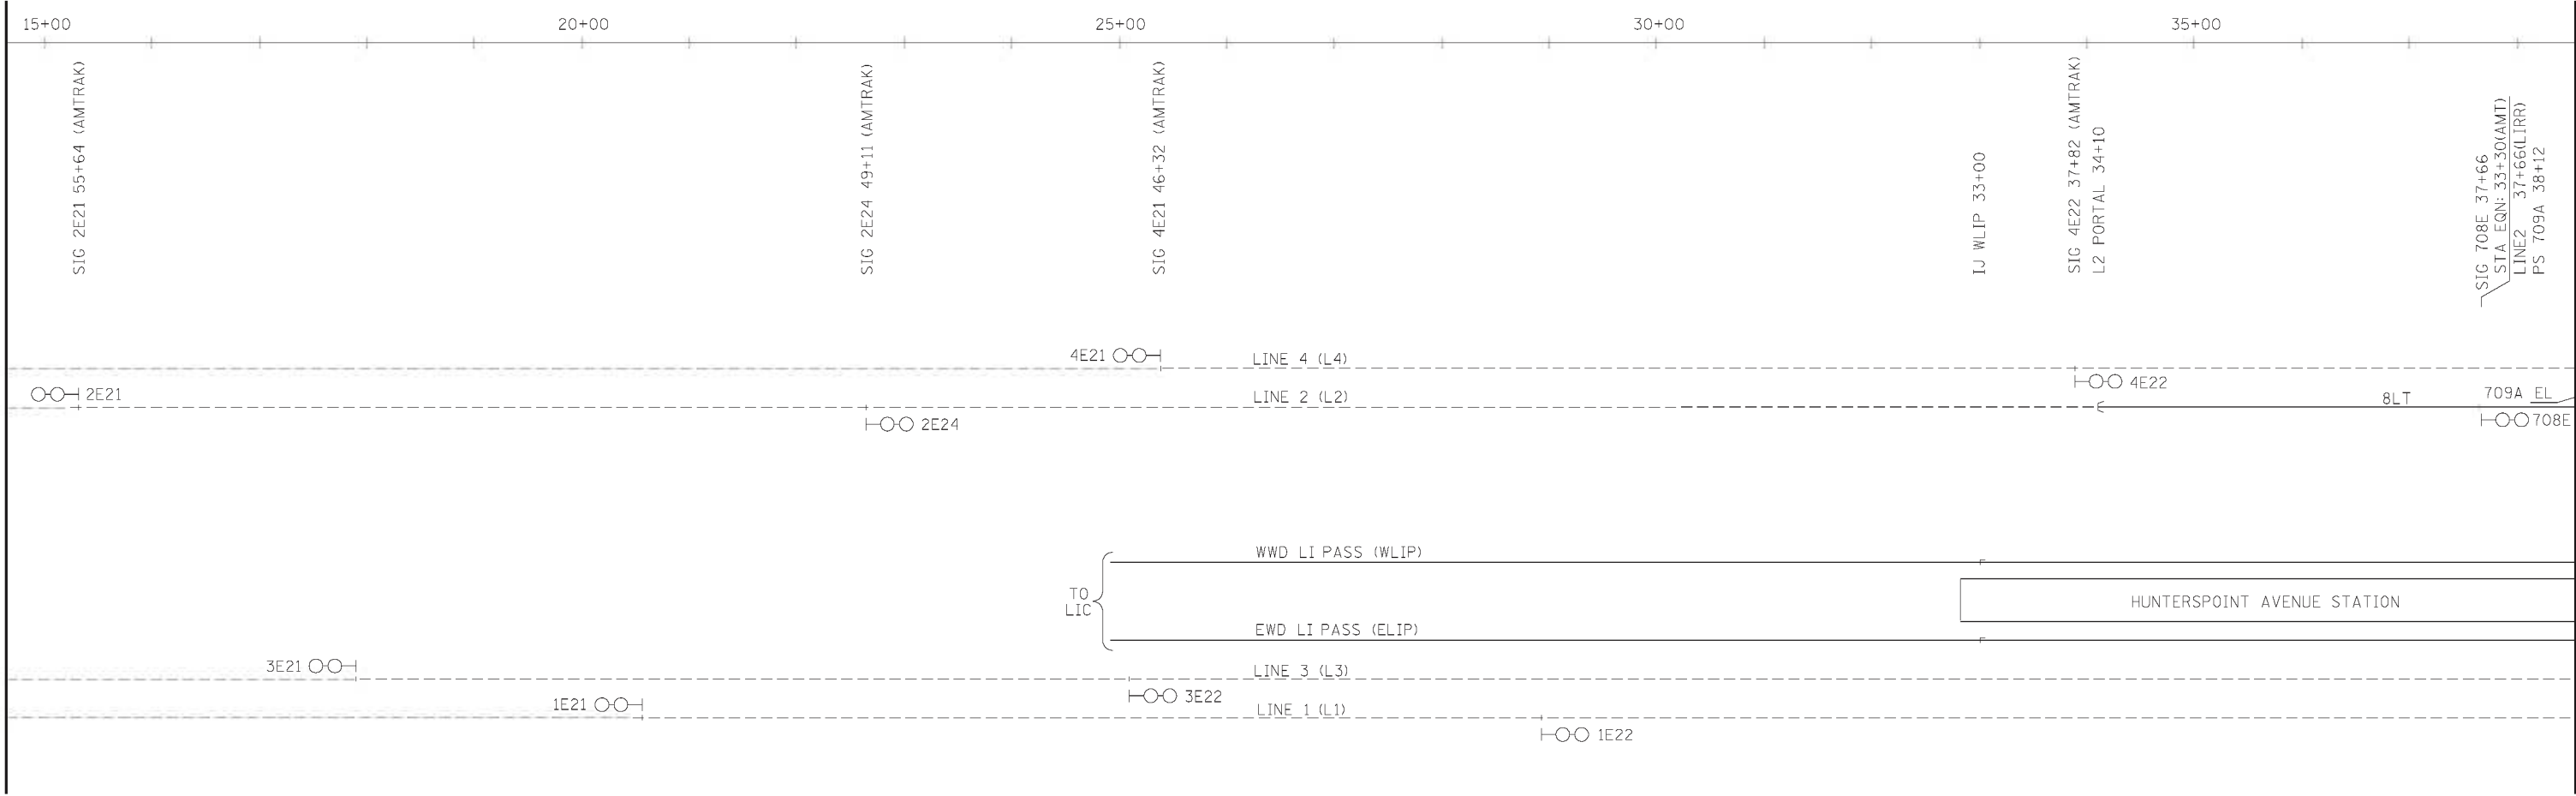 15+00
20+00
25+00
30+00
35+00
SIG 2E21 55+64 (AMTRAK)
SIG 2E24 49+11 (AMTRAK)
SIG 4E21 46+32 (AMTRAK)
IJ WLIP 33+00
SIG 4E22 37+82 (AMTRAK)
L2 PORTAL 34+10
SIG 708E 37+66
STA EQN: 33+30(AMT)
LINE2 37+66(LIRR)
PS 709A 38+12
4E21
LINE 4 (L4)
4E22
2E21
LINE 2 (L2)
8LT
709A EL
2E24
708E
WWD LI PASS (WLIP)
TO
LIC
HUNTERSPOINT AVENUE STATION
EWD LI PASS (ELIP)
3E21
LINE 3 (L3)
3E22
1E21
LINE 1 (L1)
1E22